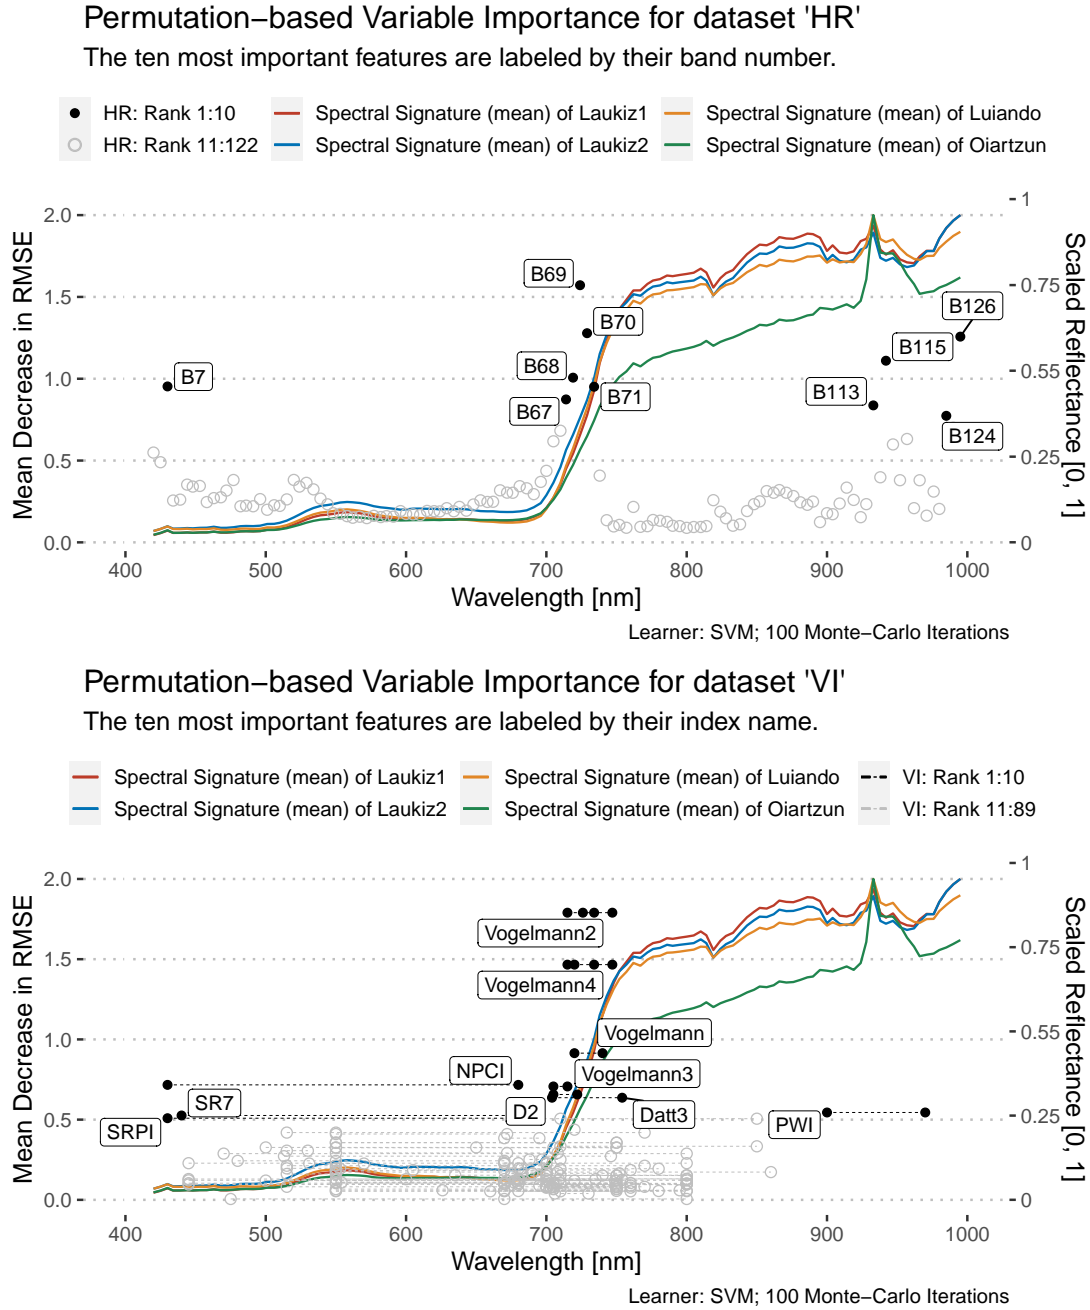 Permutation−based Variable Importance for dataset 'HR'
The ten most important features are labeled by their band number.
HR: Rank 1:10
Spectral Signature (mean) of Laukiz1
Spectral Signature (mean) of Luiando
HR: Rank 11:122
Spectral Signature (mean) of Laukiz2
Spectral Signature (mean) of Oiartzun
Mean Decrease in RMSE
Scaled Reflectance [0, 1]
2.0
1.5
1.0
0.5
0.0
1
0.75
0.55
0.25
0
B69
B70
B126
B115
B68
B7
B71
B113
B67
B124
400 500 600 700 800 900 1000
Wavelength [nm]
Learner: SVM; 100 Monte−Carlo Iterations
Permutation−based Variable Importance for dataset 'VI'
The ten most important features are labeled by their index name.
Spectral Signature (mean) of Laukiz1
Spectral Signature (mean) of Luiando
VI: Rank 1:10
Spectral Signature (mean) of Laukiz2
Spectral Signature (mean) of Oiartzun
VI: Rank 11:89
Mean Decrease in RMSE
Scaled Reflectance [0, 1]
2.0
1.5
1.0
0.5
0.0
1
0.75
0.55
0.25
0
Vogelmann2
Vogelmann4
Vogelmann
NPCI
Vogelmann3
SR7
D2
Datt3
SRPI
PWI
400 500 600 700 800 900 1000
Wavelength [nm]
Learner: SVM; 100 Monte−Carlo Iterations